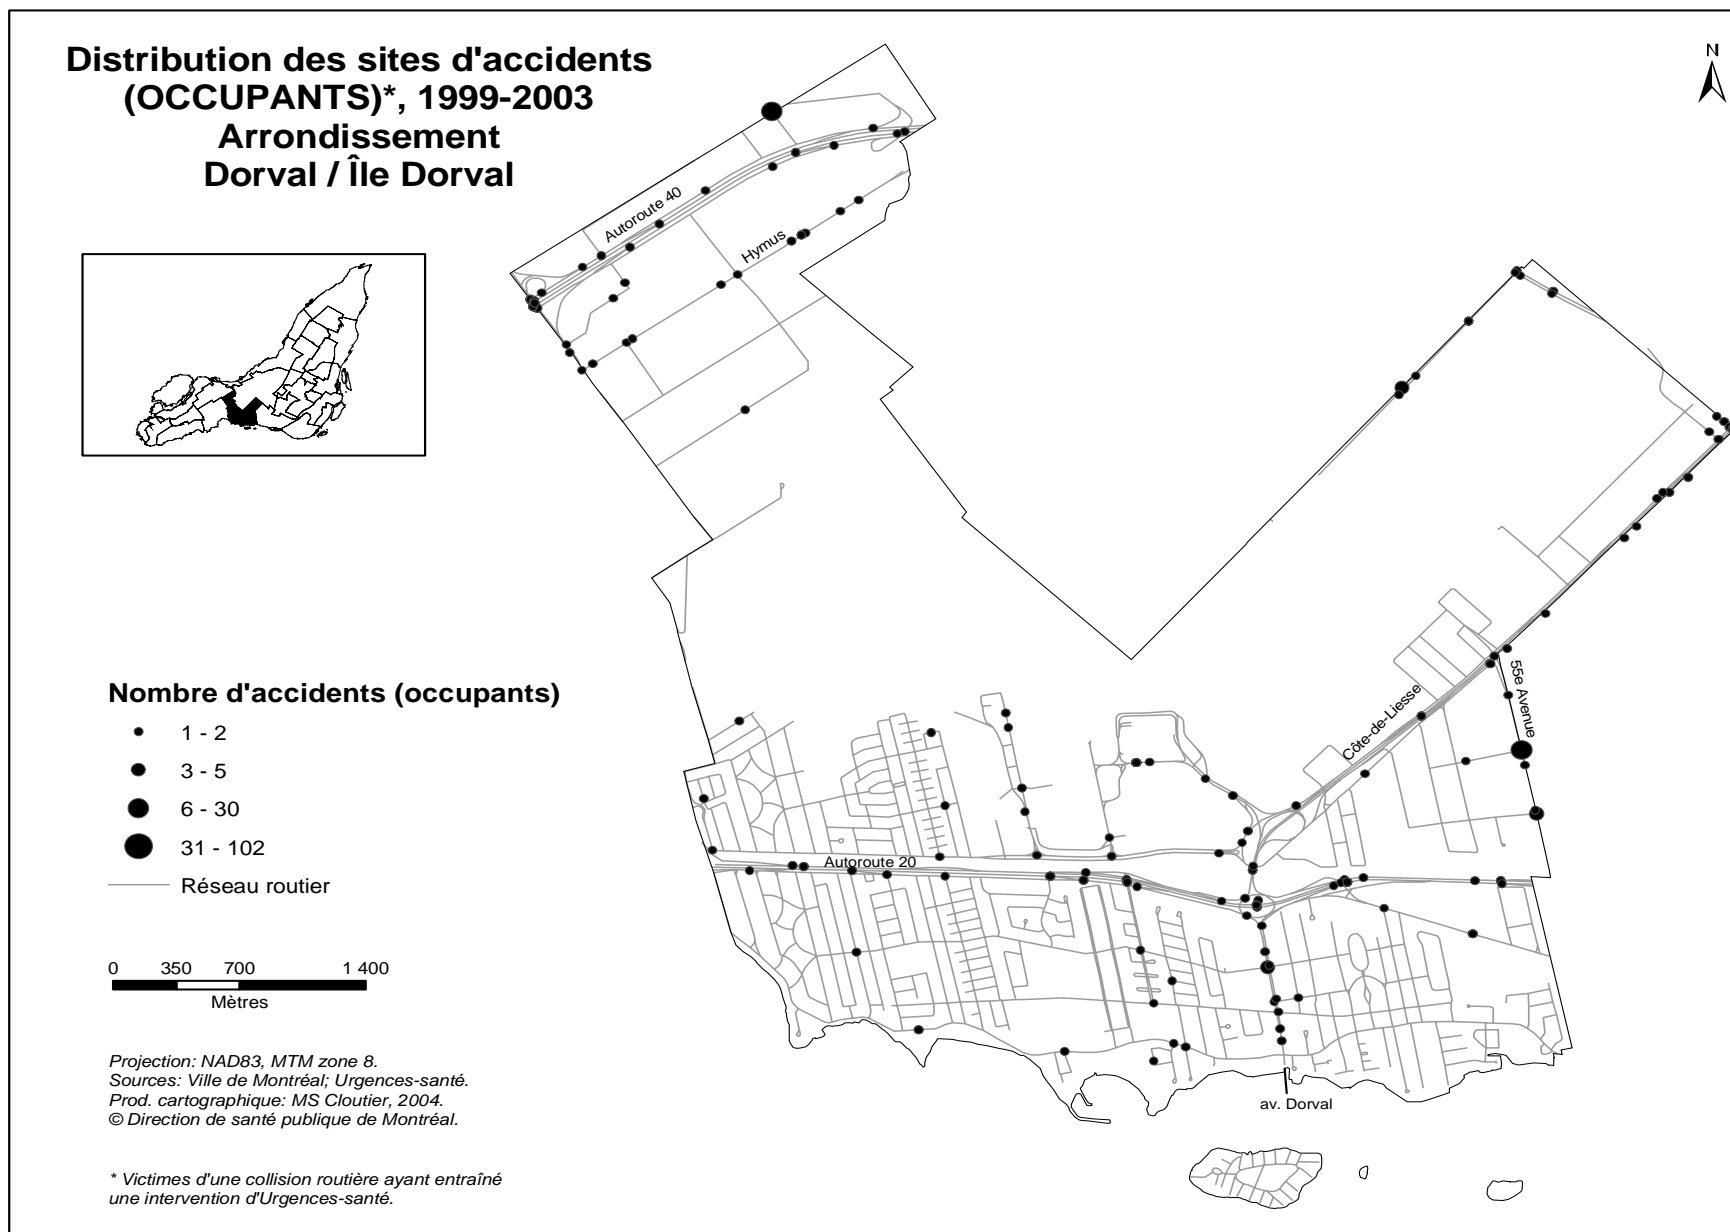 Distribution des sites d'accidents
(OCCUPANTS)*, 1999-2003
Arrondissement
Dorval / Île Dorval
N
Autoroute 40
Hymus
55e Avenue
Côte-de-Liesse
Autoroute 20
av. Dorval
Nombre d'accidents (occupants)
1 - 2
3 - 5
6 - 30
31 - 102
Réseau routier
0 350 700 1 400
Mètres
Projection: NAD83, MTM zone 8.
Sources: Ville de Montréal; Urgences-santé.
Prod. cartographique: MS Cloutier, 2004.
© Direction de santé publique de Montréal.
* Victimes d'une collision routière ayant entraîné
une intervention d'Urgences-santé.